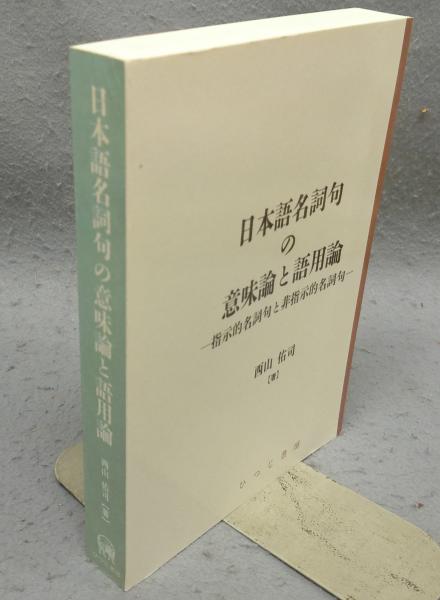 日本語名詞句の意味論と語用論
西山 佑司 [著]
日本語名詞句
の
意味論と語用論
—指示的名詞句と非指示的名詞句—
西山 佑司
[著]
ひつじ書房